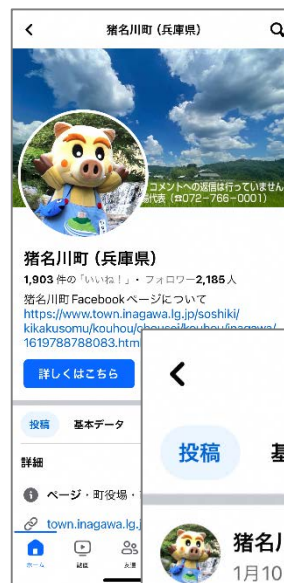 猪名川町 (兵庫県)
コメントへの返信は行っていません
代表 (☎072-766-0001)
猪名川町 (兵庫県)
1,903 件の「いいね！」・フォロワー2,185人
猪名川町 Facebookページについて
https://www.town.inagawa.lg.jp/soshiki/
kikakusomu/kouhou/
1619788788083.htm
詳しくはこちら
投稿 基本データ
詳細
ページ・町役場・
town.inagawa.lg.j
ホーム
友達
投稿
猪名
1月10